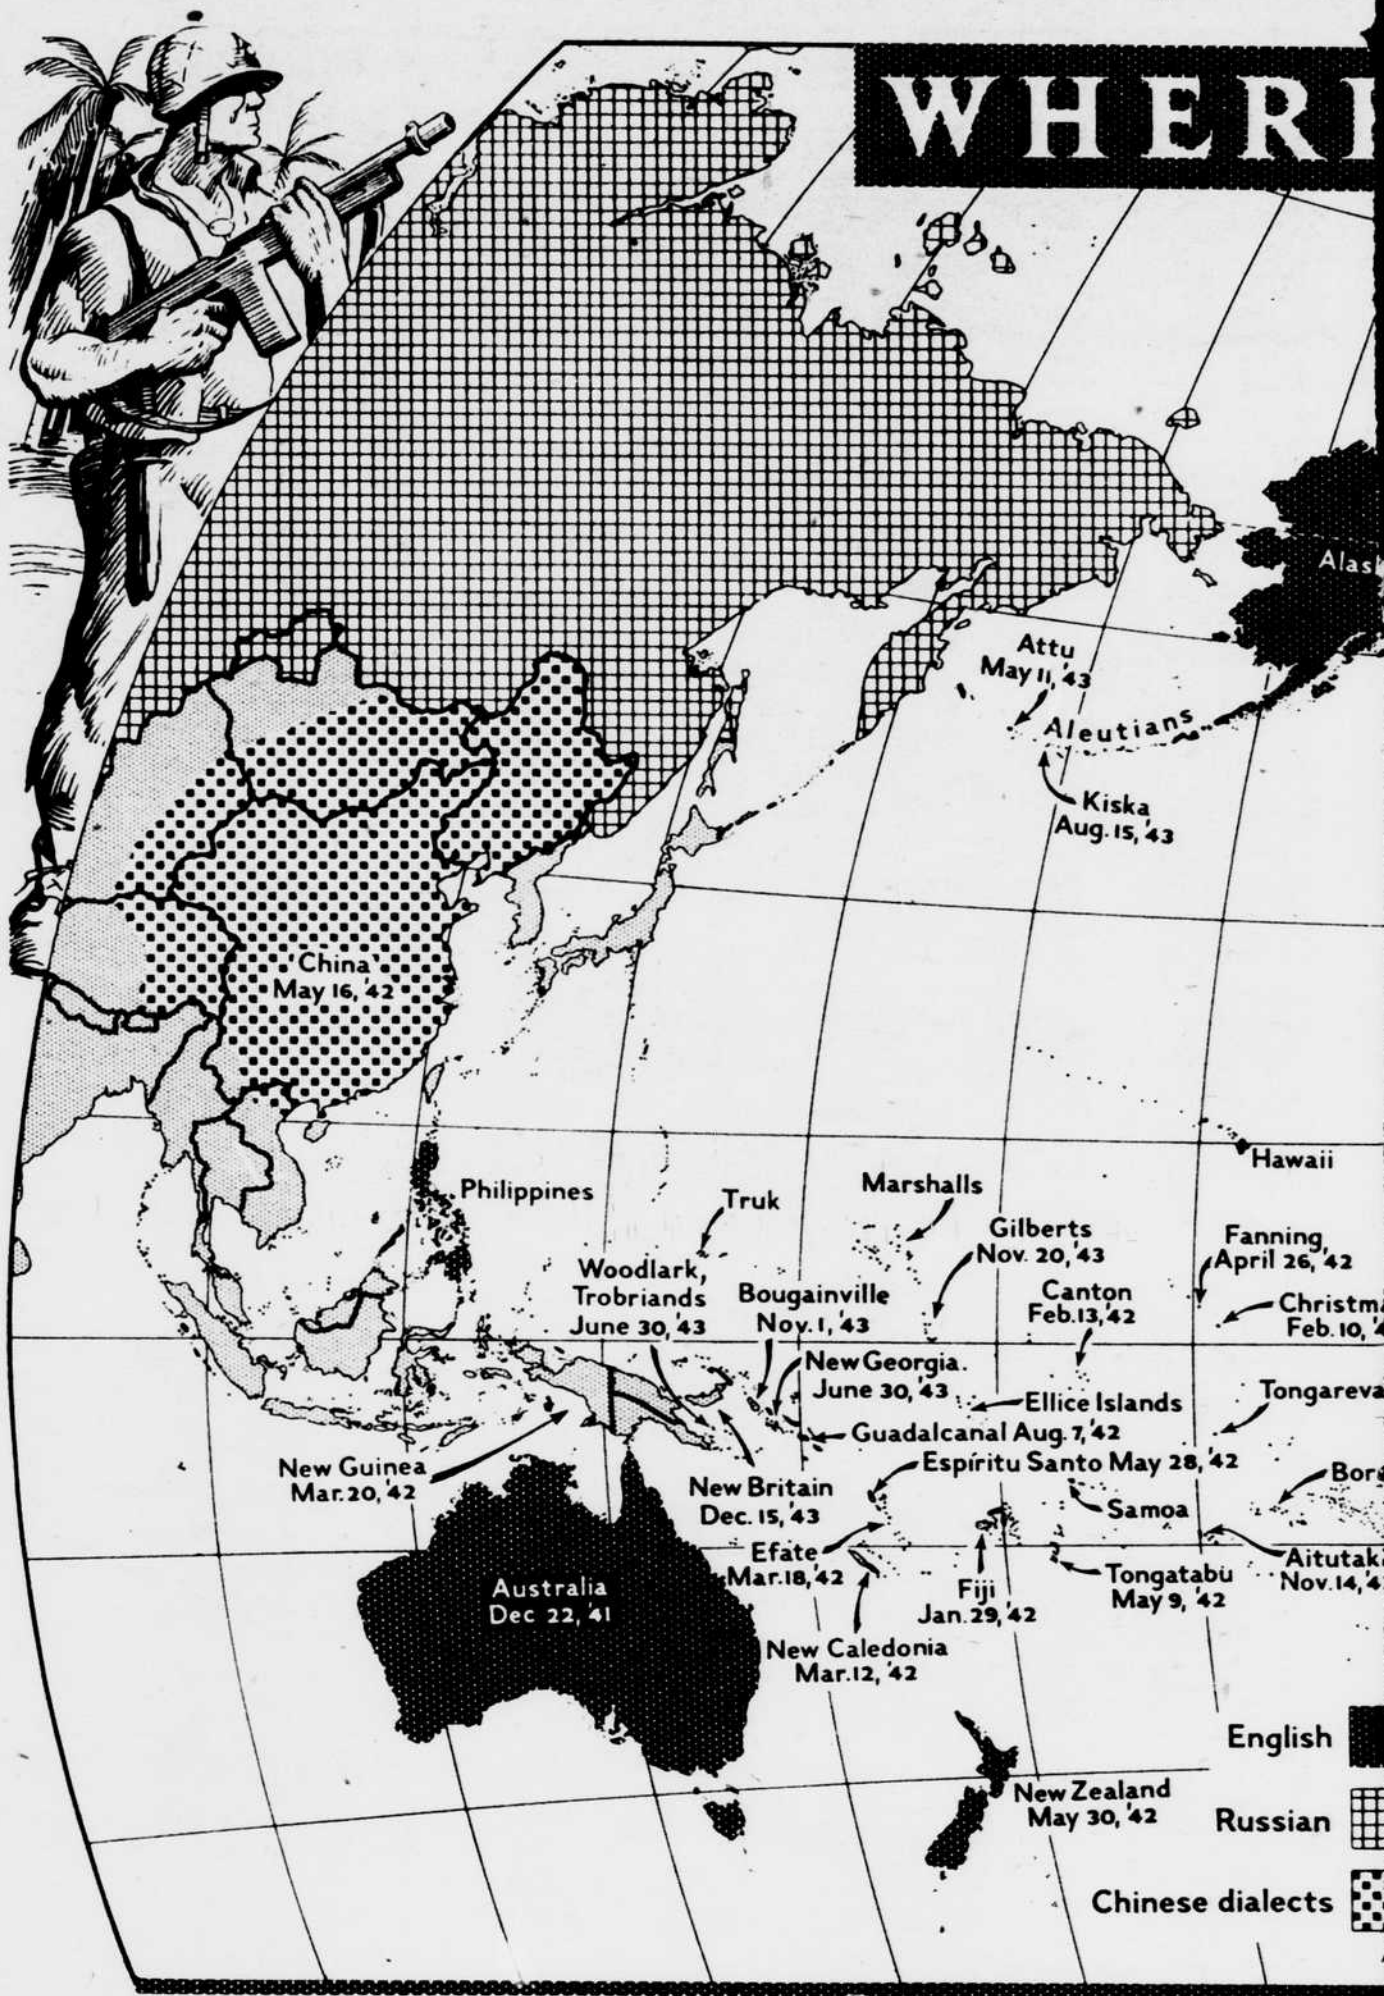 WHER
Alas
Attu
May 11, '43
Aleutians
Kiska
Aug. 15, '43
China
May 16, '42
Hawaii
Philippines
Truk
Marshalls
Gilberts
Nov. 20, '43
Fanning,
April 26, '42
Woodlark,
Trobriands
June 30, '43
Bougainville
Nov. 1, '43
Canton
Feb. 13, '42
Christma
Feb. 10, '4
New Georgia.
June 30, '43
Ellice Islands
Tongareva
Guadalcanal Aug. 7, '42
New Guinea
Mar. 20, '42
New Britain
Dec. 15, '43
Espíritu Santo May 28, '42
Samoa
Bor
Efate
Mar. 18, '42
Fiji
Jan. 29, '42
Tongatabu
May 9, '42
Aitutak
Nov. 14, '4
Australia
Dec 22, '41
New Caledonia
Mar. 12, '42
New Zealand
May 30, '42
English
Russian
Chinese dialects